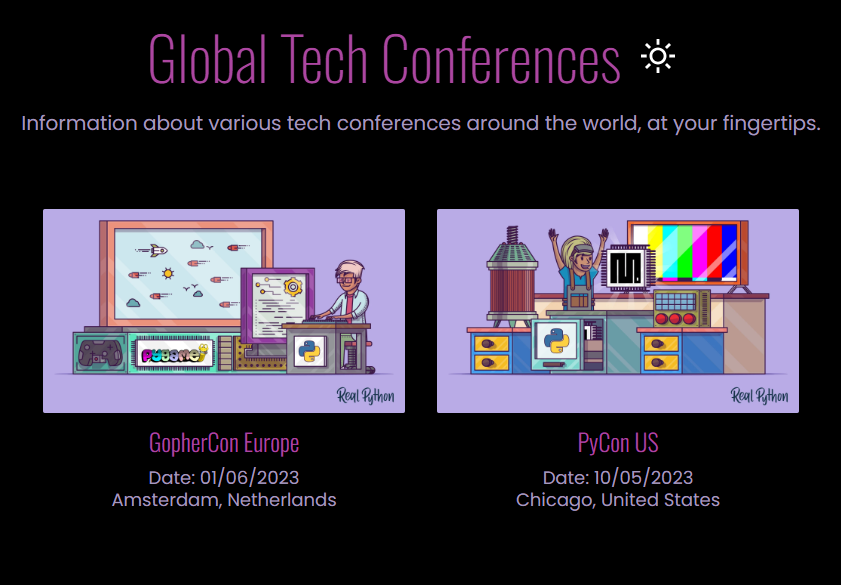 Global Tech Conferences
Information about various tech conferences around the world, at your fingertips.
pygame
Real Python
Real Python
GopherCon Europe
Date: 01/06/2023
Amsterdam, Netherlands
PyCon US
Date: 10/05/2023
Chicago, United States